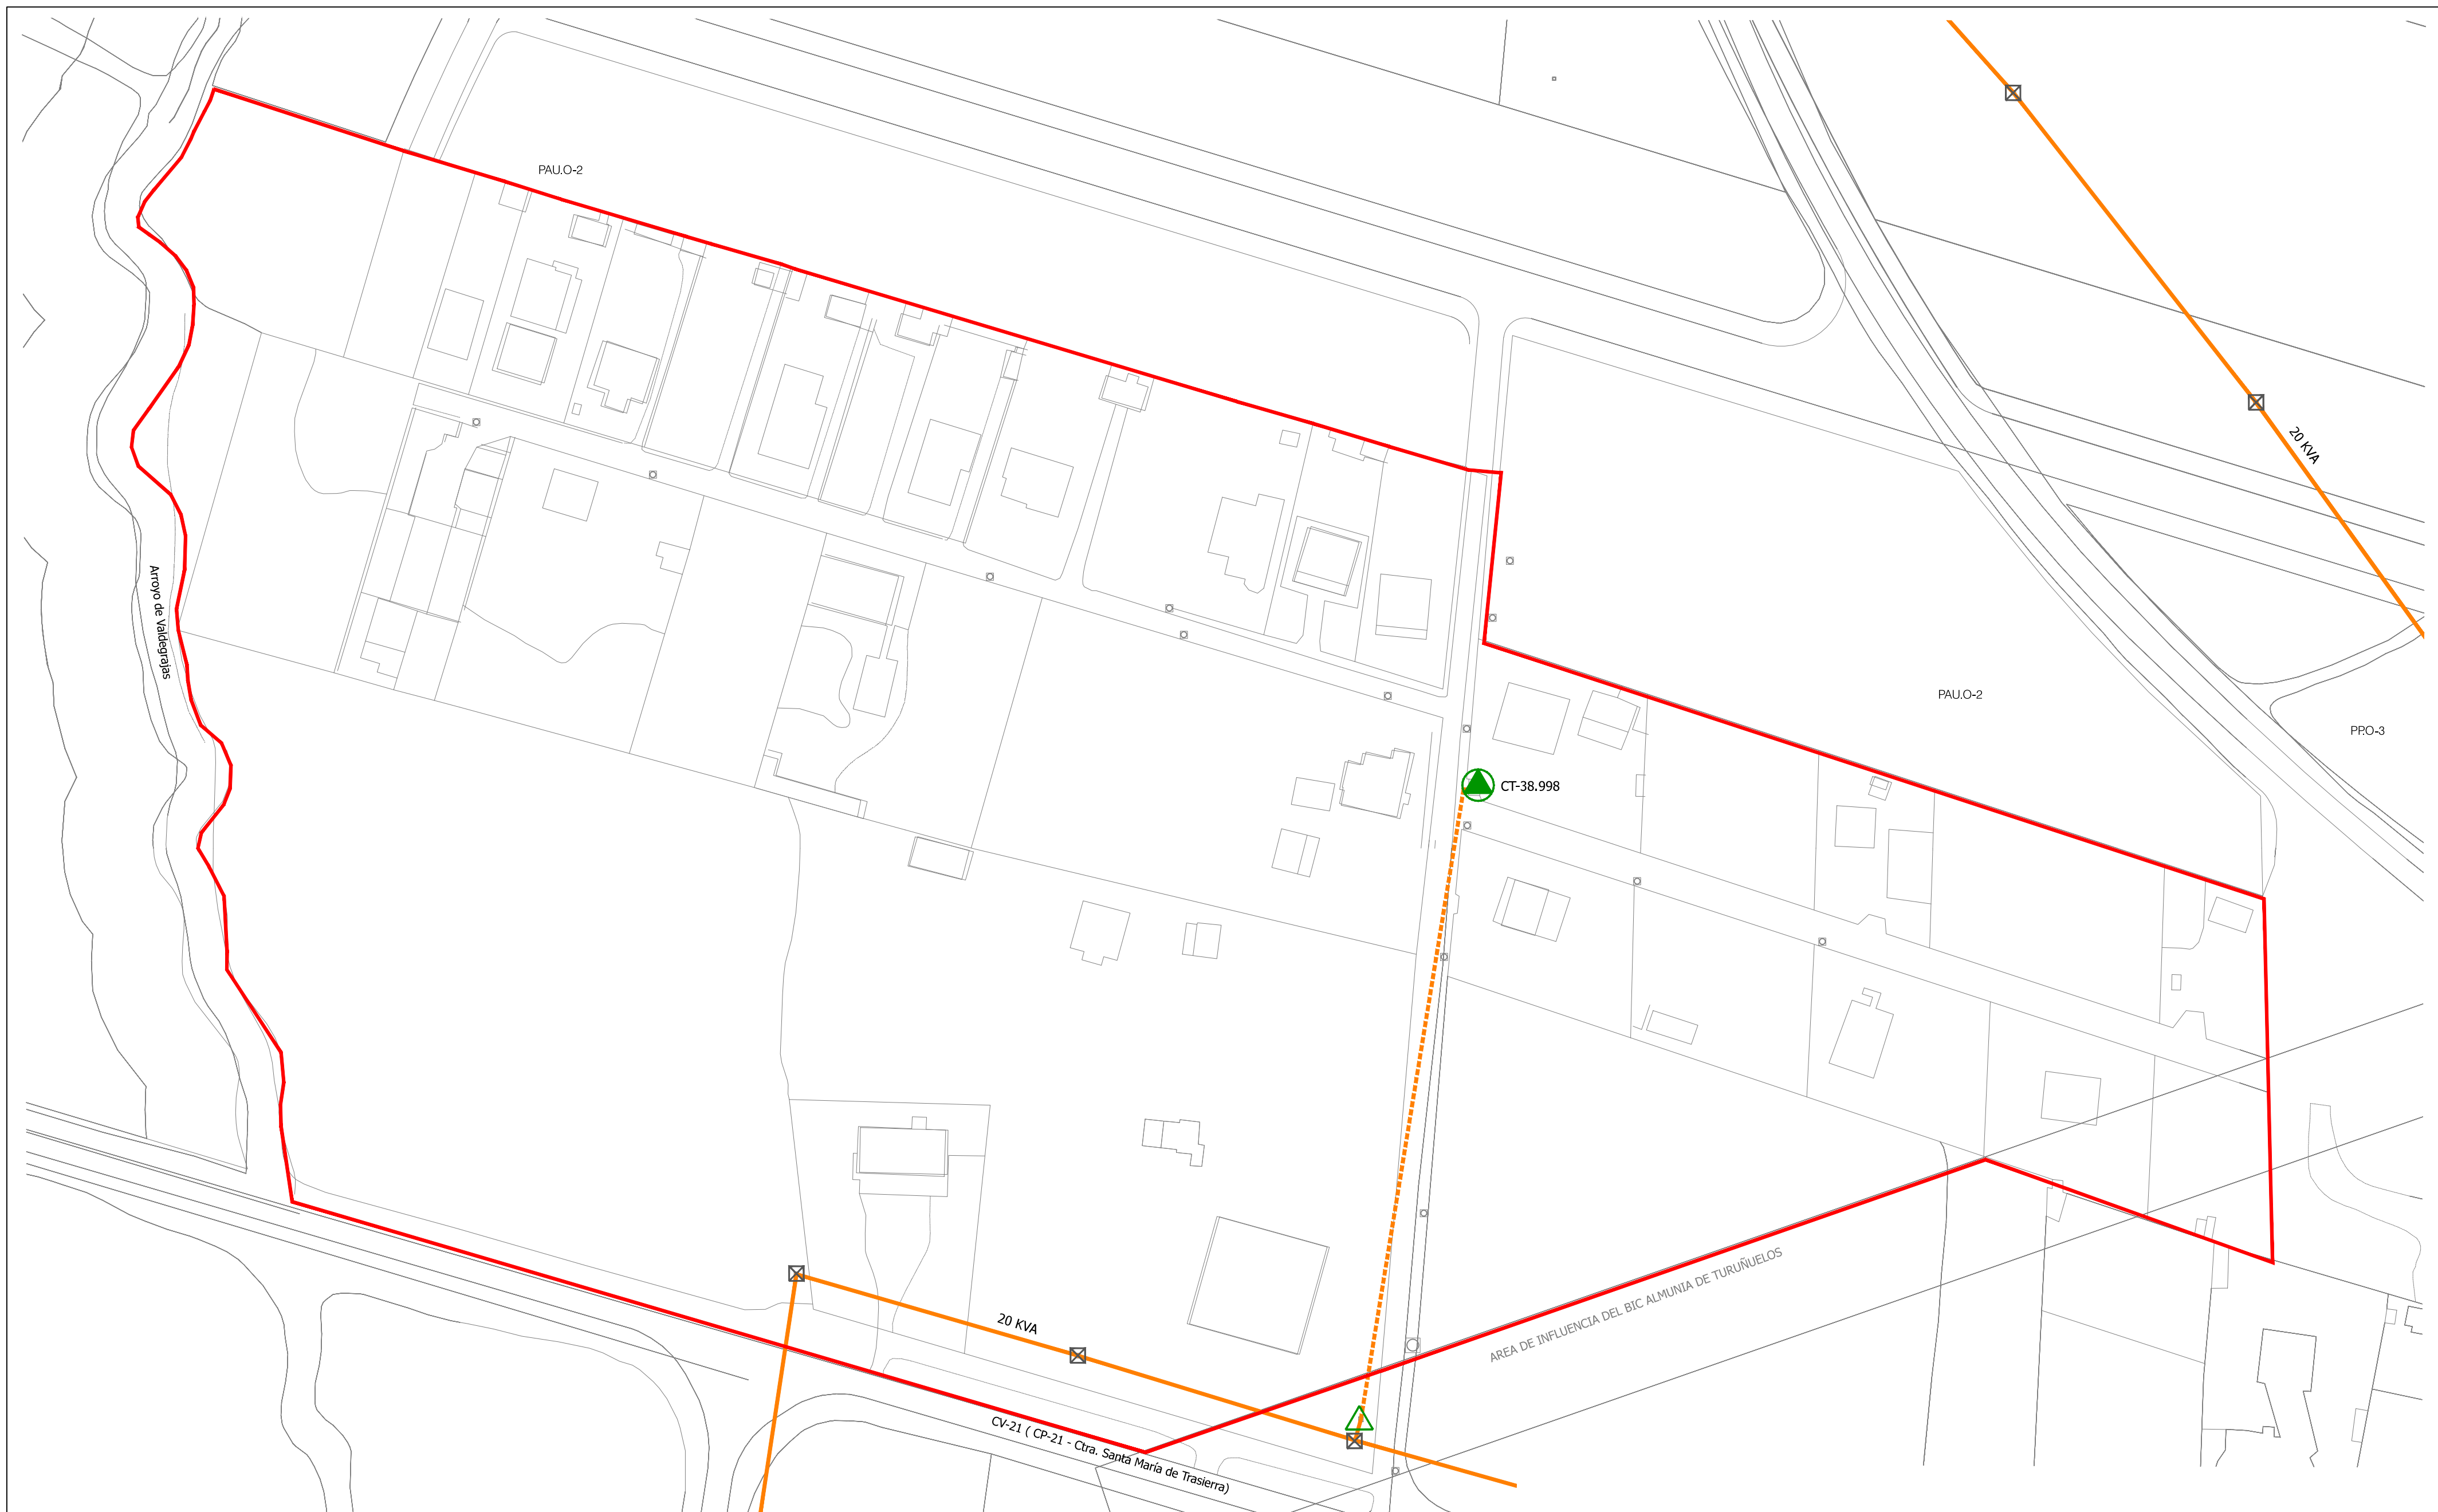 PAU.O-2
20 KVA
Arroyo de Valdegrajas
PAU.O-2
PP.O-3
CT-38.998
AREA DE INFLUENCIA DEL BIC ALMUNIA DE TURUÑUELOS
20 KVA
CV-21 ( CP-21 - Ctra. Santa María de Trasierra)